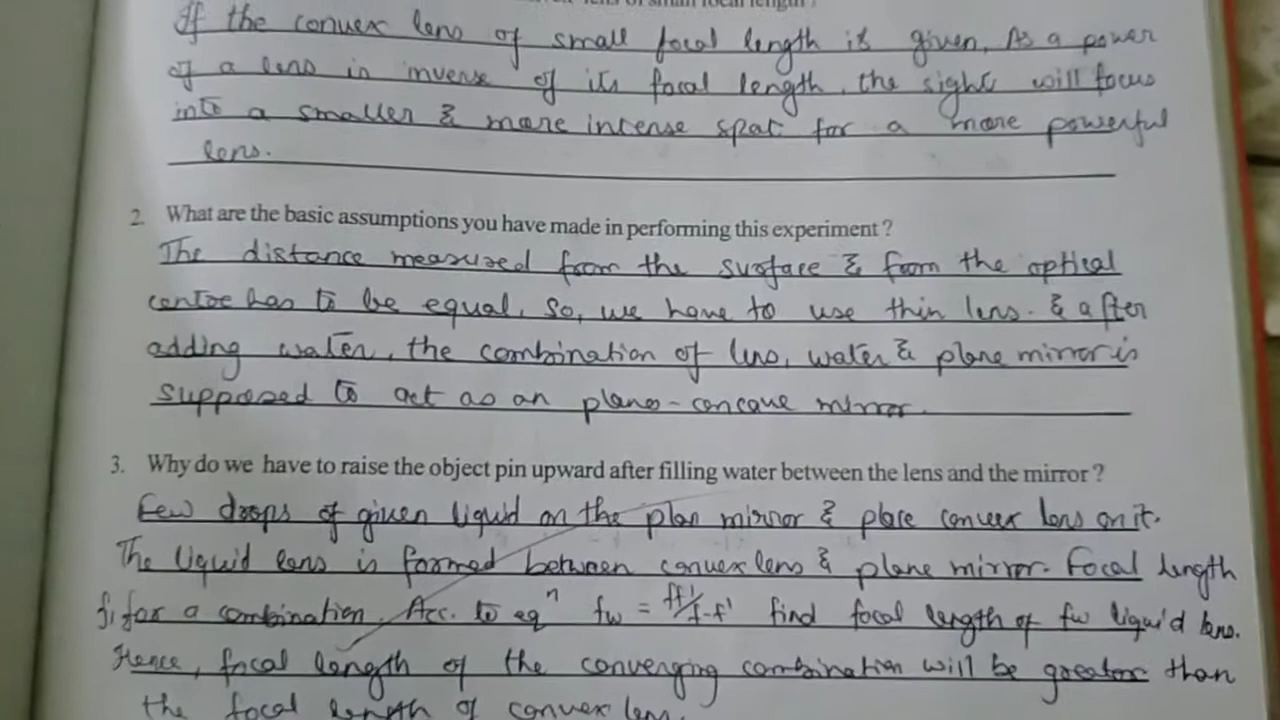 lens of small focal length?
If the convex lens of small focal length is given. As a power
of a lens is inverse of its focal length, the sight will focus
into a smaller & more intense spot for a more powerful
lens.
2. What are the basic assumptions you have made in performing this experiment ?
The distance measured from the surface & from the optical
centre has to be equal. So, we have to use thin lens. & after
adding water, the combination of lens, water & plane mirror is
supposed to act as an plano-concave mirror.
3. Why do we have to raise the object pin upward after filling water between the lens and the mirror ?
Few drops of given liquid on the plan mirror & place convex lens on it.
The liquid lens is formed between convex lens & plane mirror. Focal length
f₁ for a combination. Acc. to eqⁿ fw = ff'/f-f' find focal length of fw liquid lens.
Hence, focal length of the converging combination will be greater than
the focal length of convex lens.